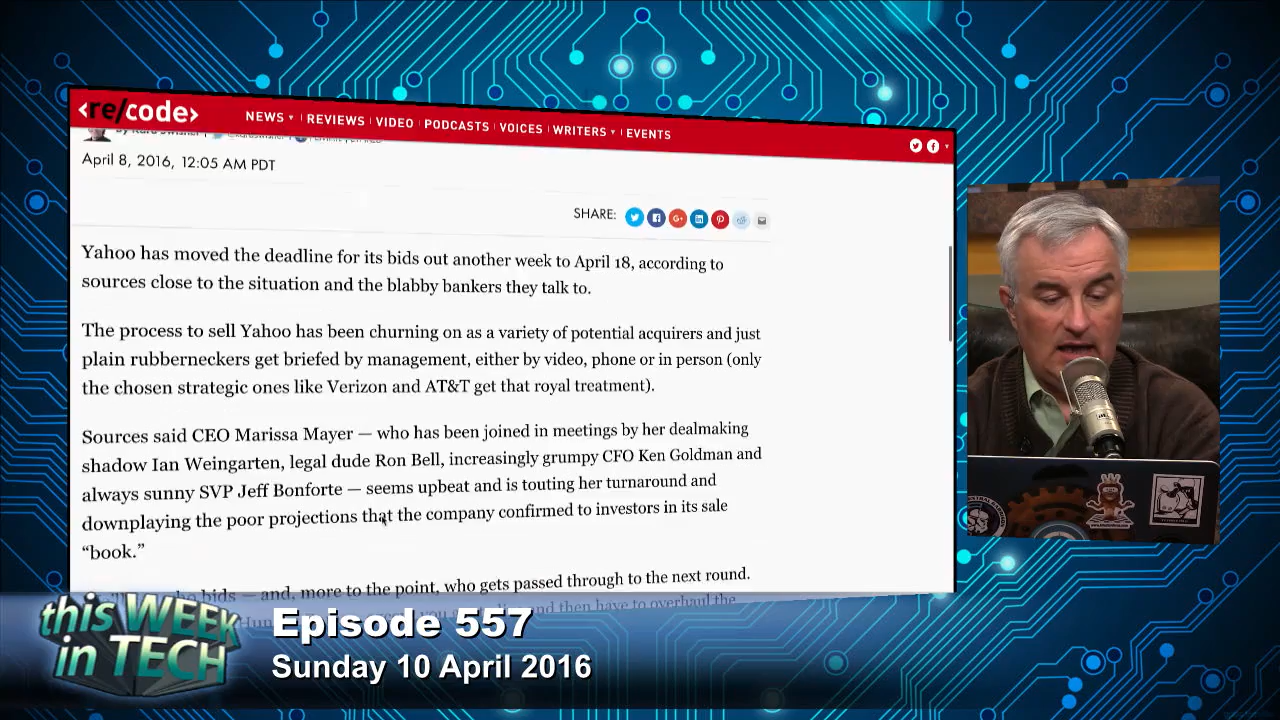 <re/code>
NEWS REVIEWS VIDEO PODCASTS VOICES WRITERS EVENTS
April 8, 2016, 12:05 AM PDT
SHARE:
Yahoo has moved the deadline for its bids out another week to April 18, according to
sources close to the situation and the blabby bankers they talk to.
The process to sell Yahoo has been churning on as a variety of potential acquirers and just
plain rubberneckers get briefed by management, either by video, phone or in person (only
the chosen strategic ones like Verizon and AT&T get that royal treatment).
Sources said CEO Marissa Mayer — who has been joined in meetings by her dealmaking
shadow Ian Weingarten, legal dude Ron Bell, increasingly grumpy CFO Ken Goldman and
always sunny SVP Jeff Bonforte — seems upbeat and is touting her turnaround and
downplaying the poor projections that the company confirmed to investors in its sale
“book.”
bids — and, more to the point, who gets passed through to the next round.
and then have to overhaul the
this WEEK
in TECH
Episode 557
Sunday 10 April 2016